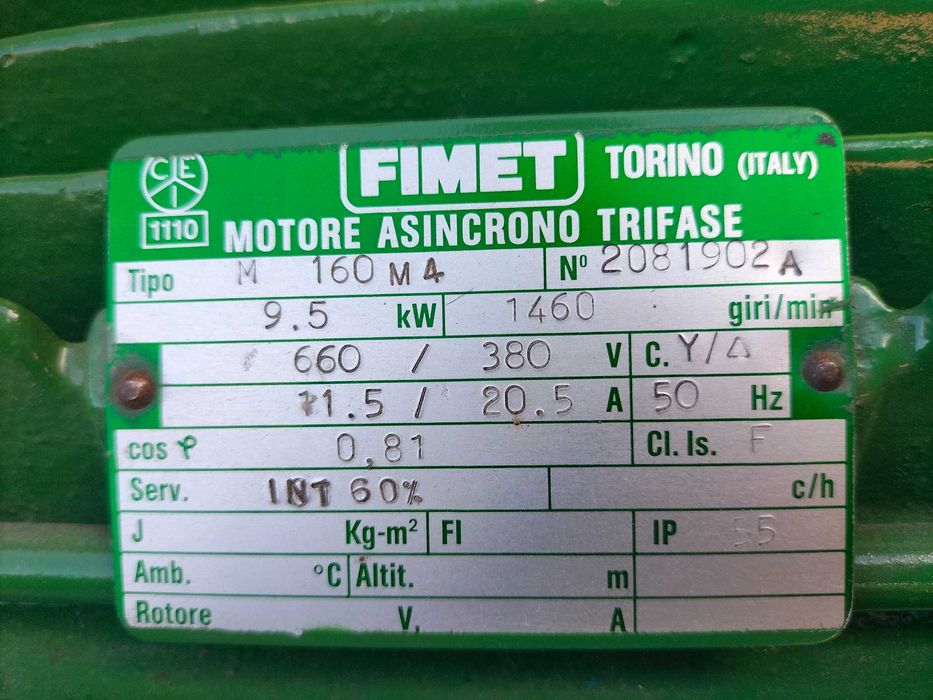 CEI
1110
FIMET TORINO (ITALY)
MOTORE ASINCRONO TRIFASE
Tipo M 160 M4 N° 2081902 A
9.5 kW 1460 giri/min
660 / 380 V C. Y/Δ
11.5 / 20.5 A 50 Hz
cos φ 0,81 Cl. Is. F
Serv. INT 60% c/h
J Kg-m² FI IP 55
Amb. °C Altit. m
Rotore V. A